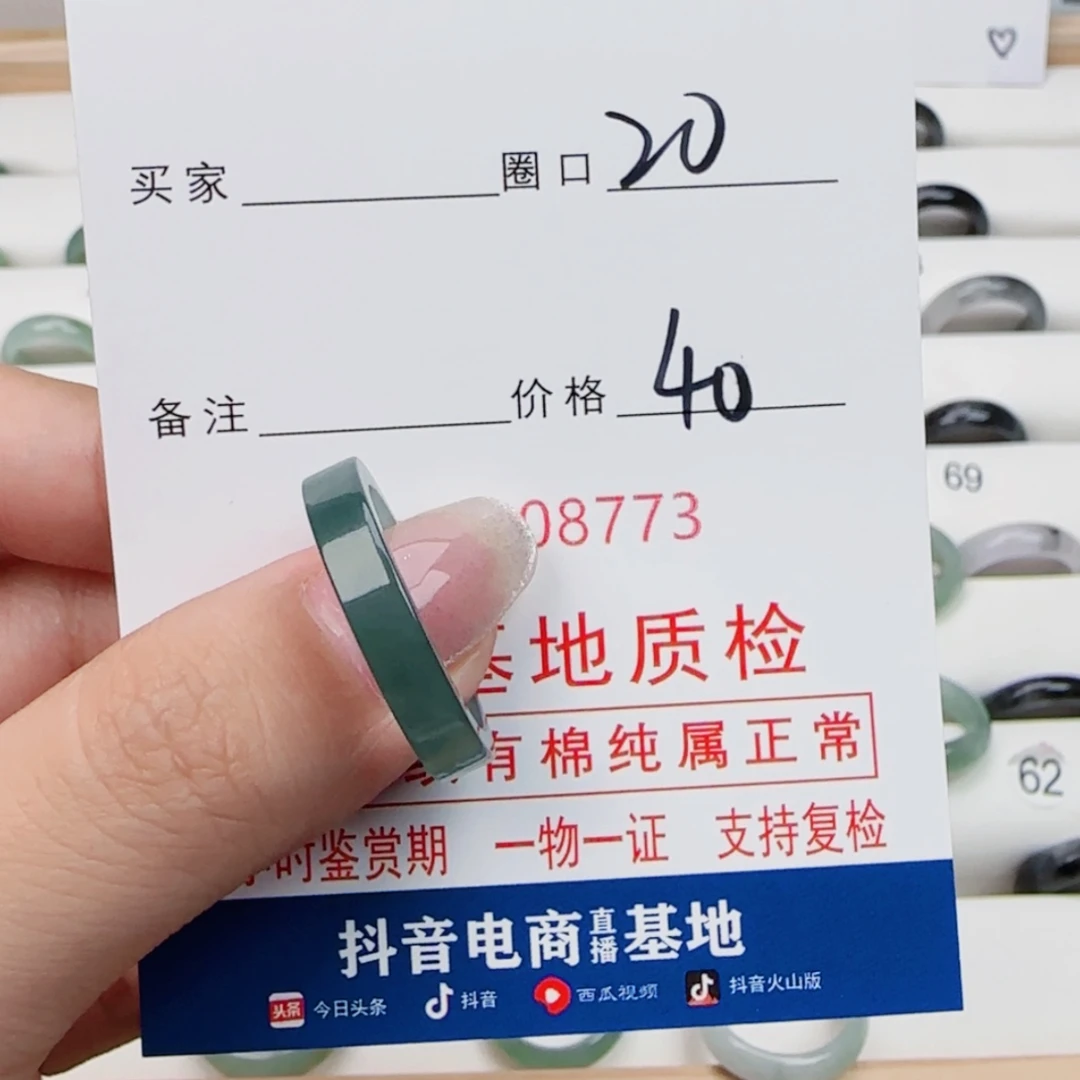 买家 圈口 20
备注 价格 40
08773
基地质检
有棉纯属正常
时鉴赏期 一物一证 支持复检
抖音电商直播基地
头条 今日头条 抖音 西瓜视频 抖音火山版
69
62